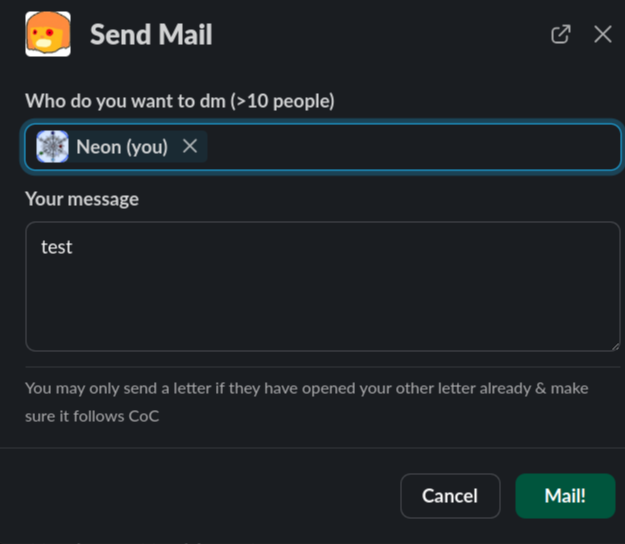 Send Mail
Who do you want to dm (>10 people)
Neon (you)
Your message
test
You may only send a letter if they have opened your other letter already & make
sure it follows CoC
Cancel Mail!